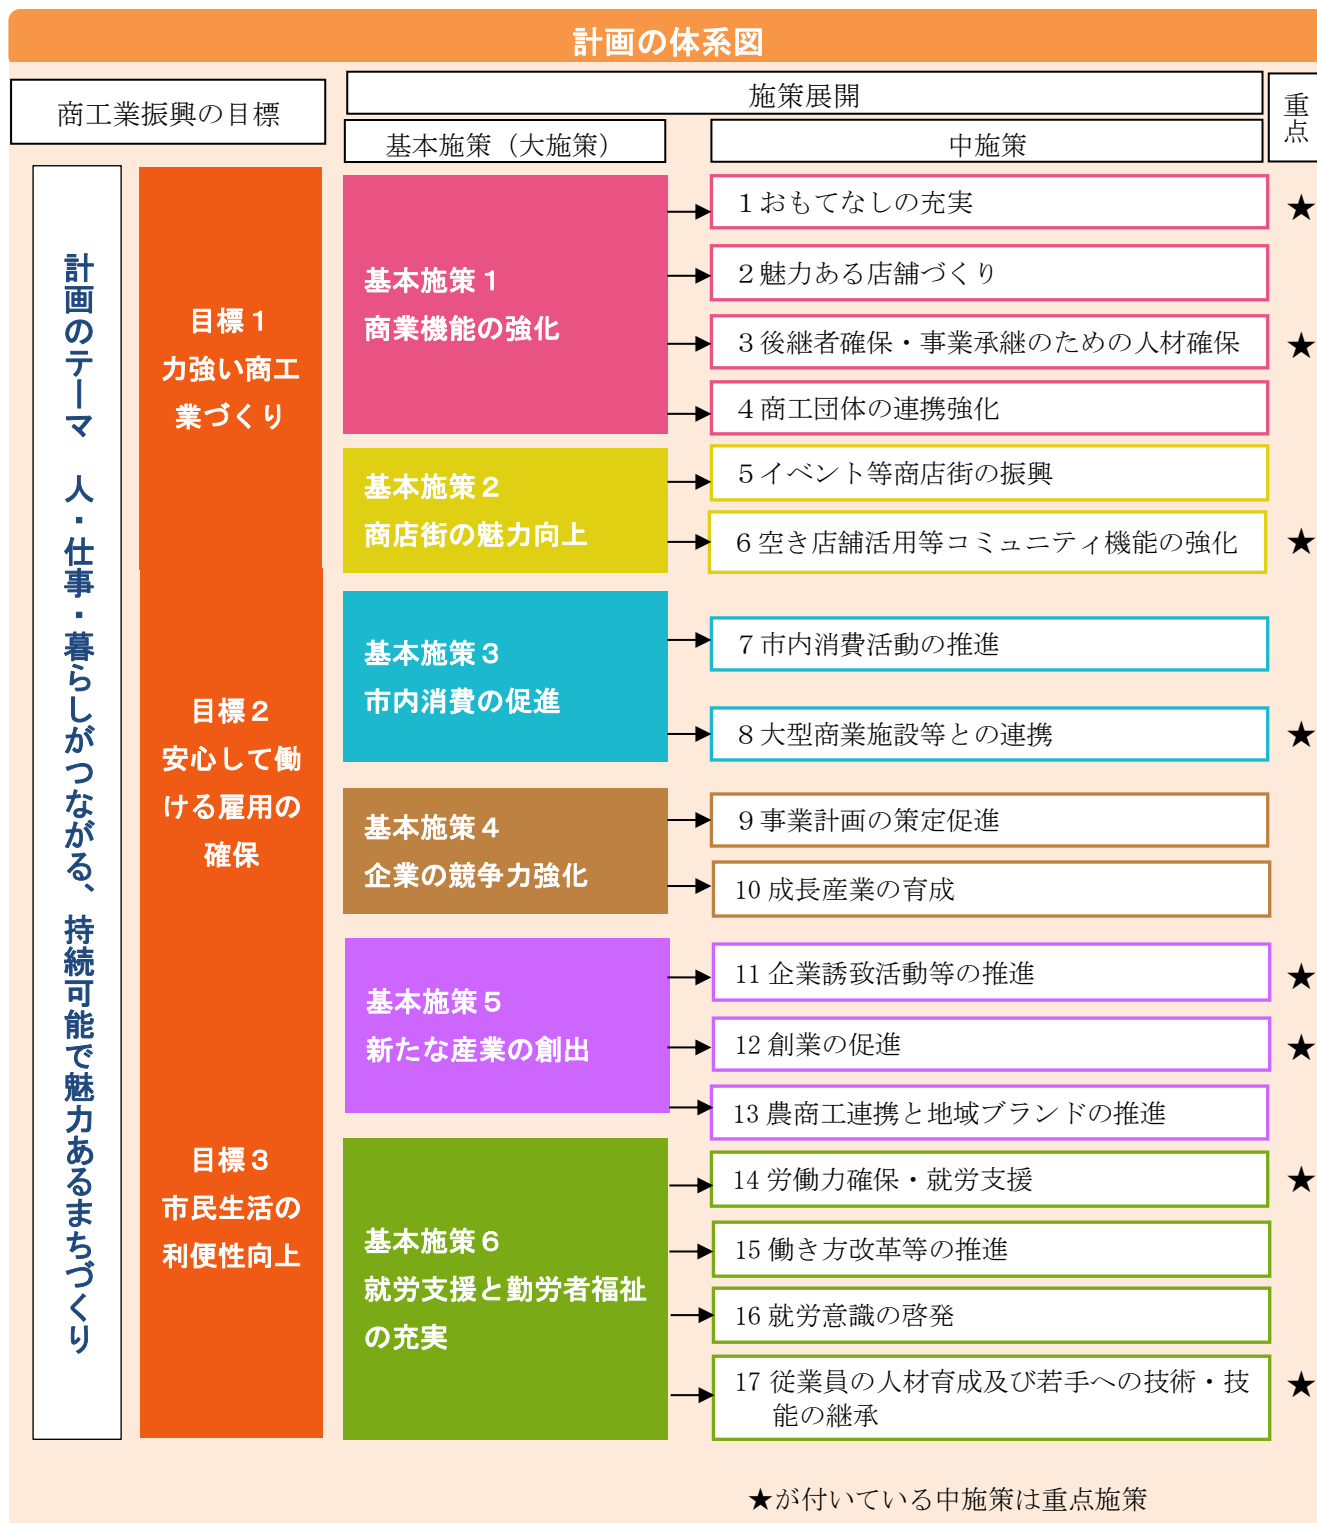 計画の体系図
商工業振興の目標
施策展開
重点
基本施策（大施策）
中施策
計画のテーマ　人・仕事・暮らしがつながる、持続可能で魅力あるまちづくり
目標１
力強い商工
業づくり
目標２
安心して働
ける雇用の
確保
目標３
市民生活の
利便性向上
基本施策１
商業機能の強化
１おもてなしの充実
★
２魅力ある店舗づくり
３後継者確保・事業承継のための人材確保
★
４商工団体の連携強化
基本施策２
商店街の魅力向上
５イベント等商店街の振興
６空き店舗活用等コミュニティ機能の強化
★
基本施策３
市内消費の促進
７市内消費活動の推進
８大型商業施設等との連携
★
基本施策４
企業の競争力強化
９事業計画の策定促進
10 成長産業の育成
基本施策５
新たな産業の創出
11 企業誘致活動等の推進
★
12 創業の促進
★
13 農商工連携と地域ブランドの推進
基本施策６
就労支援と勤労者福祉
の充実
14 労働力確保・就労支援
★
15 働き方改革等の推進
16 就労意識の啓発
17 従業員の人材育成及び若手への技術・技
能の継承
★
★が付いている中施策は重点施策